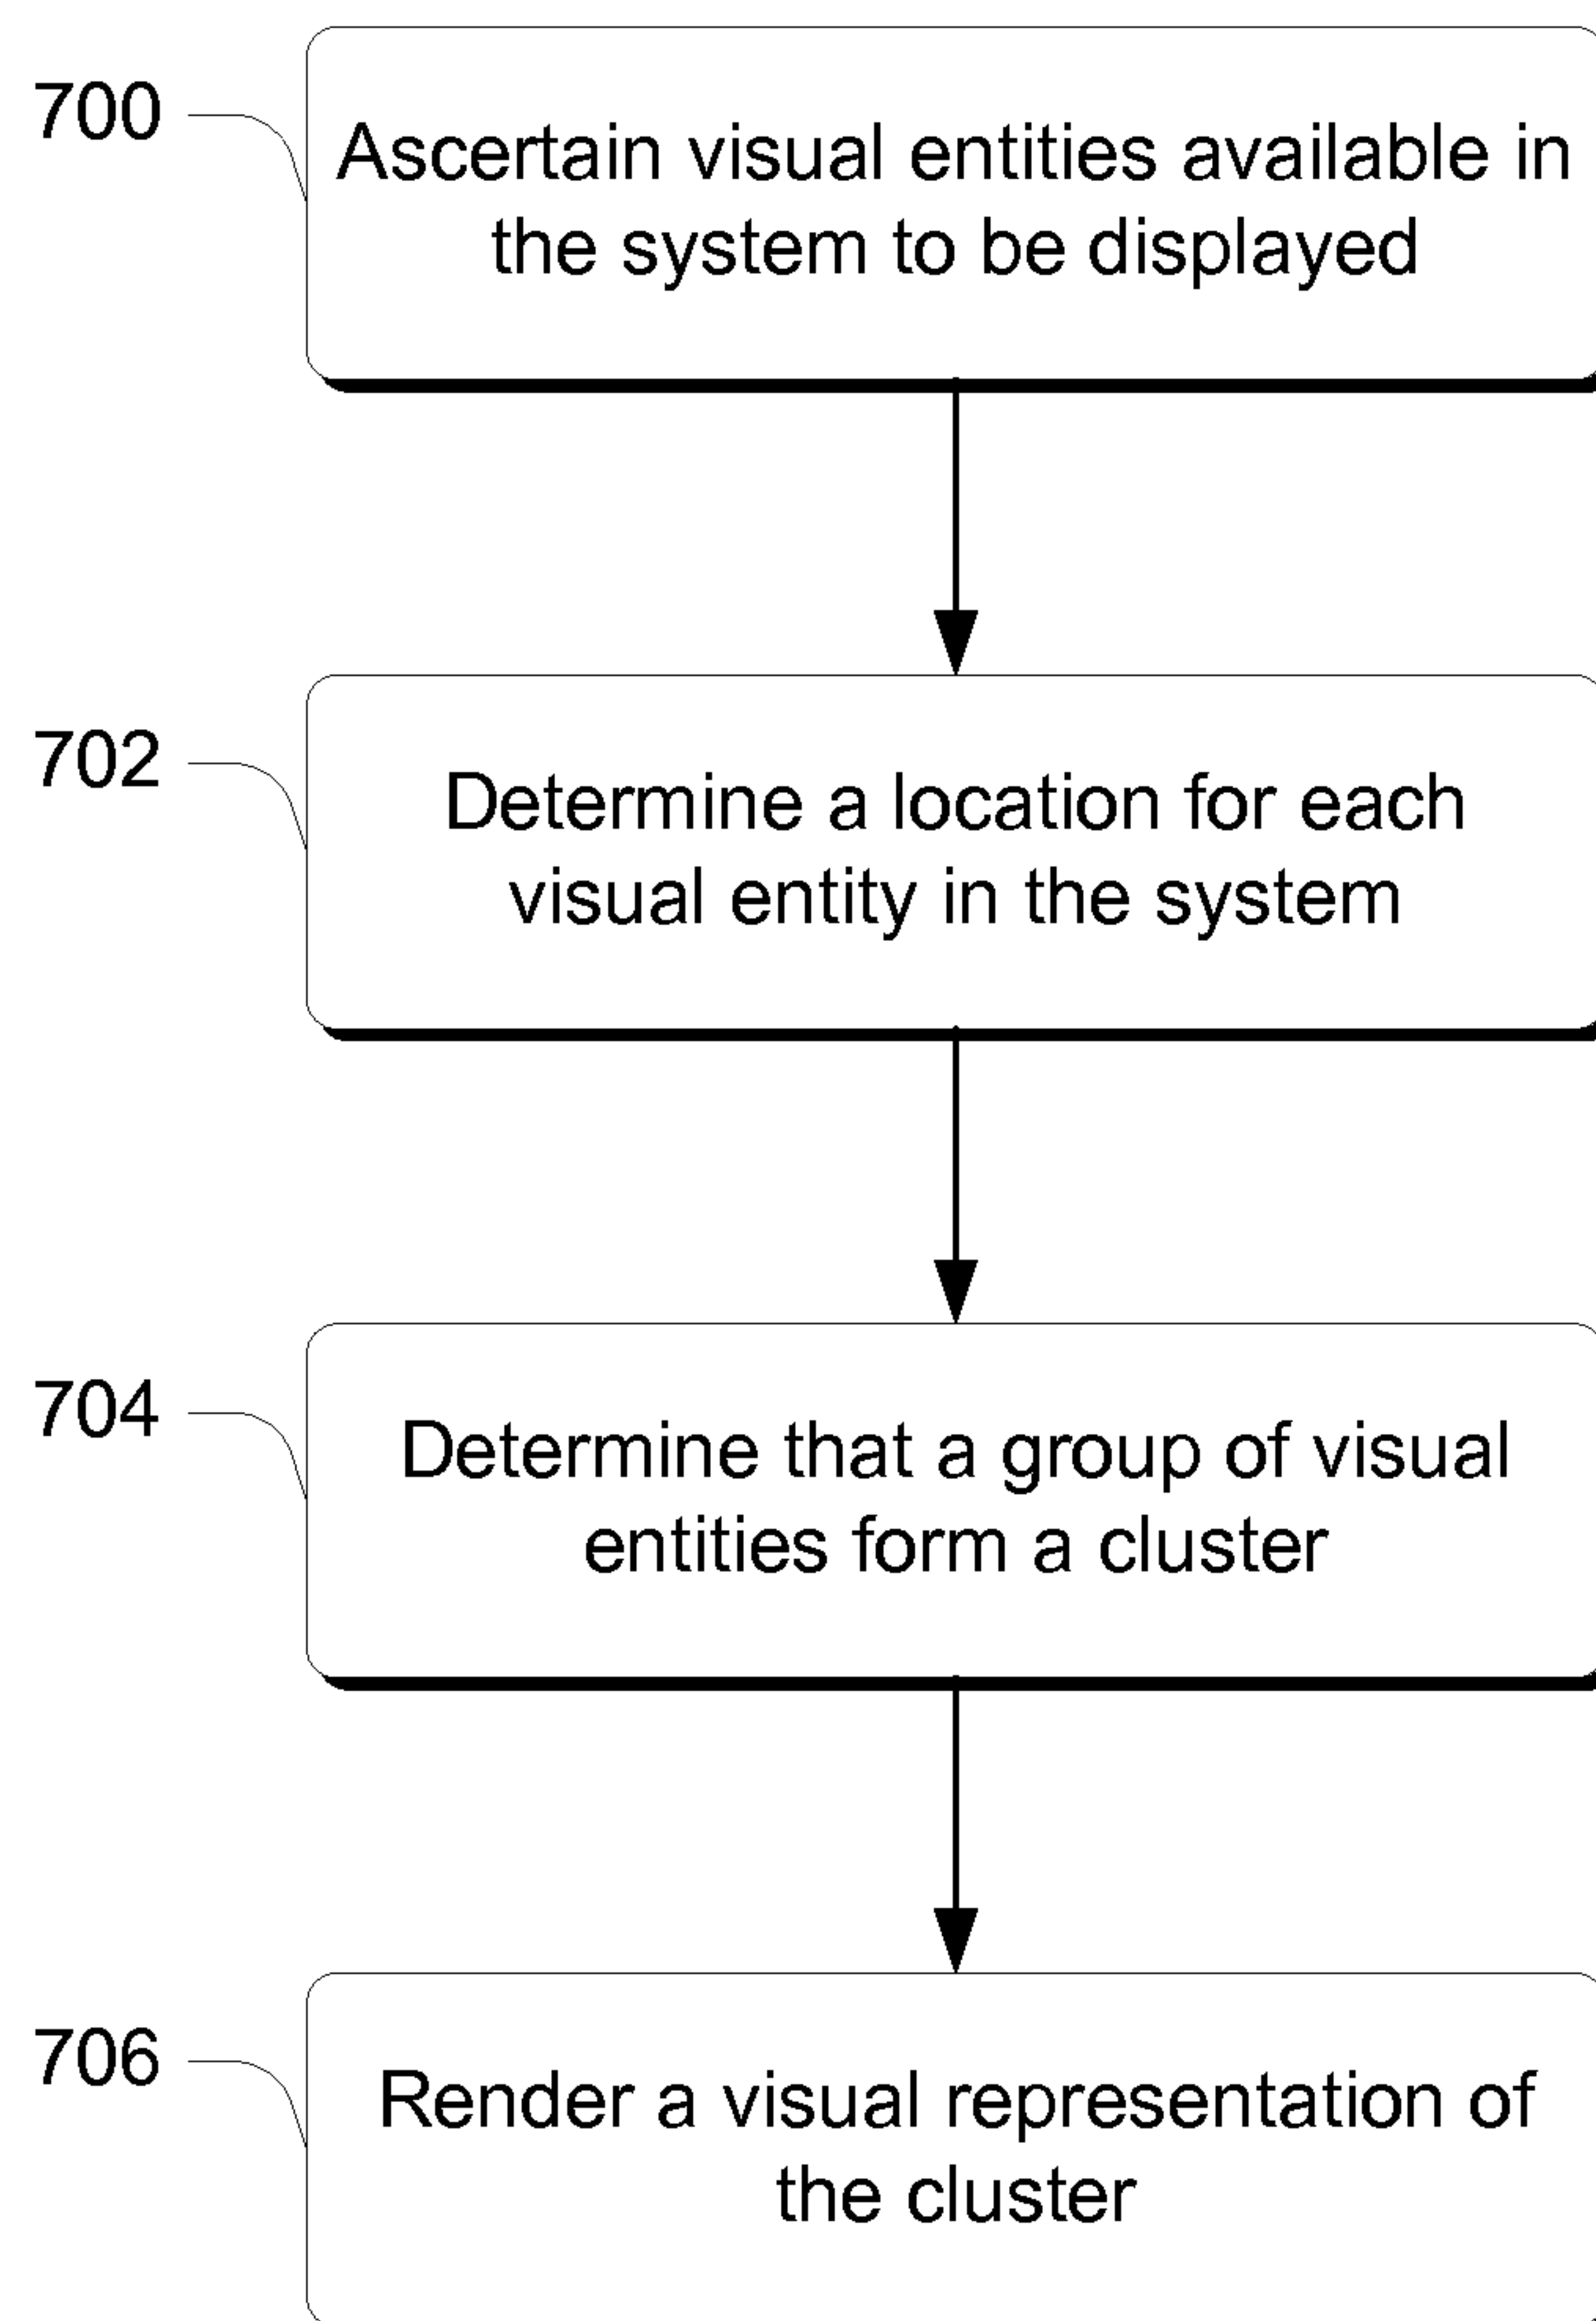 700
Ascertain visual entities available in
the system to be displayed
702
Determine a location for each
visual entity in the system
704
Determine that a group of visual
entities form a cluster
706
Render a visual representation of
the cluster